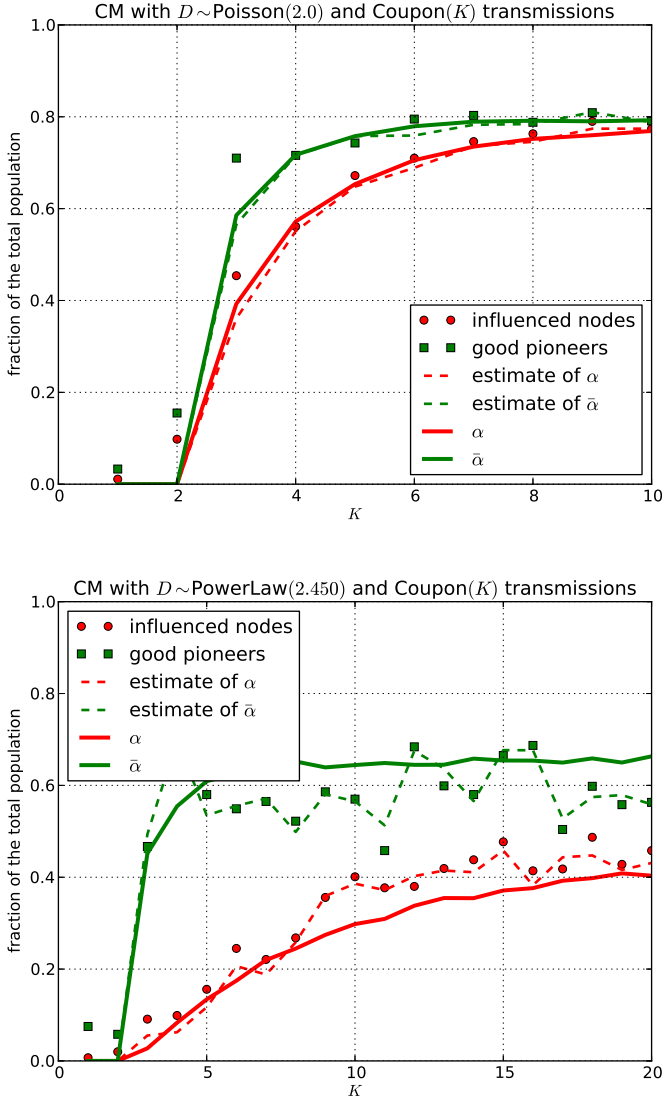 CM with D∼Poisson(2.0) and Coupon(K) transmissions
1.0
0.8
0.6
0.4
0.2
0.0
fraction of the total population
influenced nodes
good pioneers
estimate of α
estimate of ᾱ
α
ᾱ
0 2 4 6 8 10
K
CM with D∼PowerLaw(2.450) and Coupon(K) transmissions
1.0
0.8
0.6
0.4
0.2
0.0
fraction of the total population
influenced nodes
good pioneers
estimate of α
estimate of ᾱ
α
ᾱ
0 5 10 15 20
K